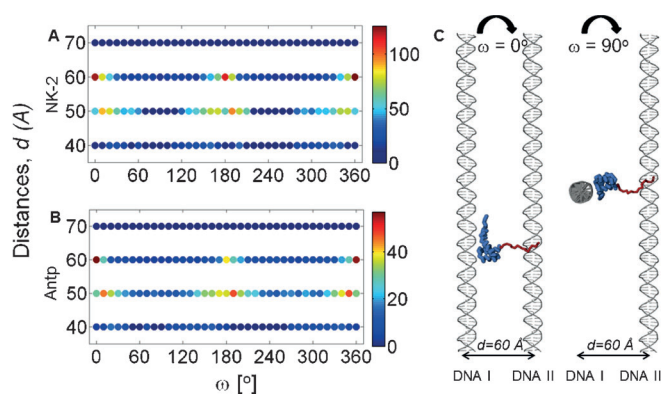 A
Distances, d (A)
NK-2
70
60
50
40
0 60 120 180 240 300 360
100
50
0
B
Antp
70
60
50
40
0 60 120 180 240 300 360
40
20
0
ω [°]
C
ω = 0° ω = 90°
d=60 Å d=60 Å
DNA I DNA II DNA I DNA II